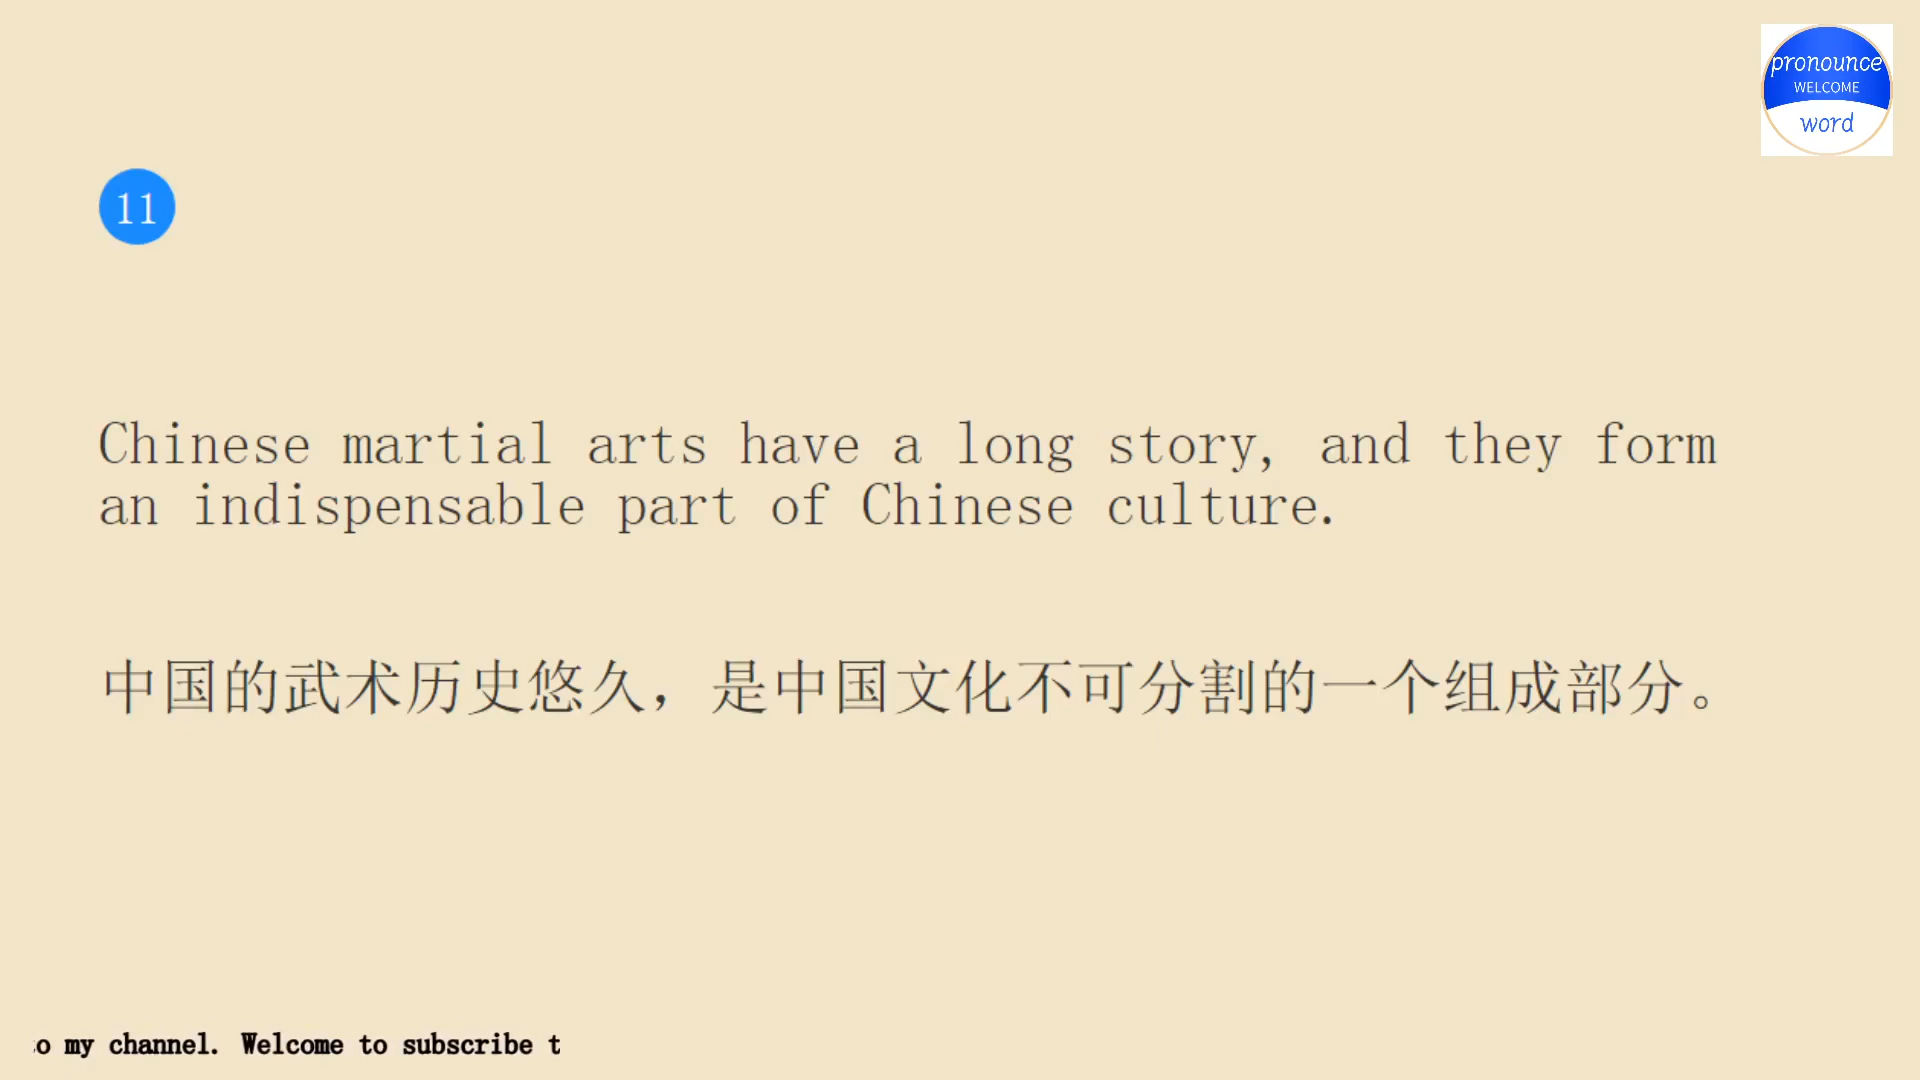 pronounce
WELCOME
word
11
Chinese martial arts have a long story, and they form
an indispensable part of Chinese culture.
中国的武术历史悠久，是中国文化不可分割的一个组成部分。
o my channel. Welcome to subscribe t